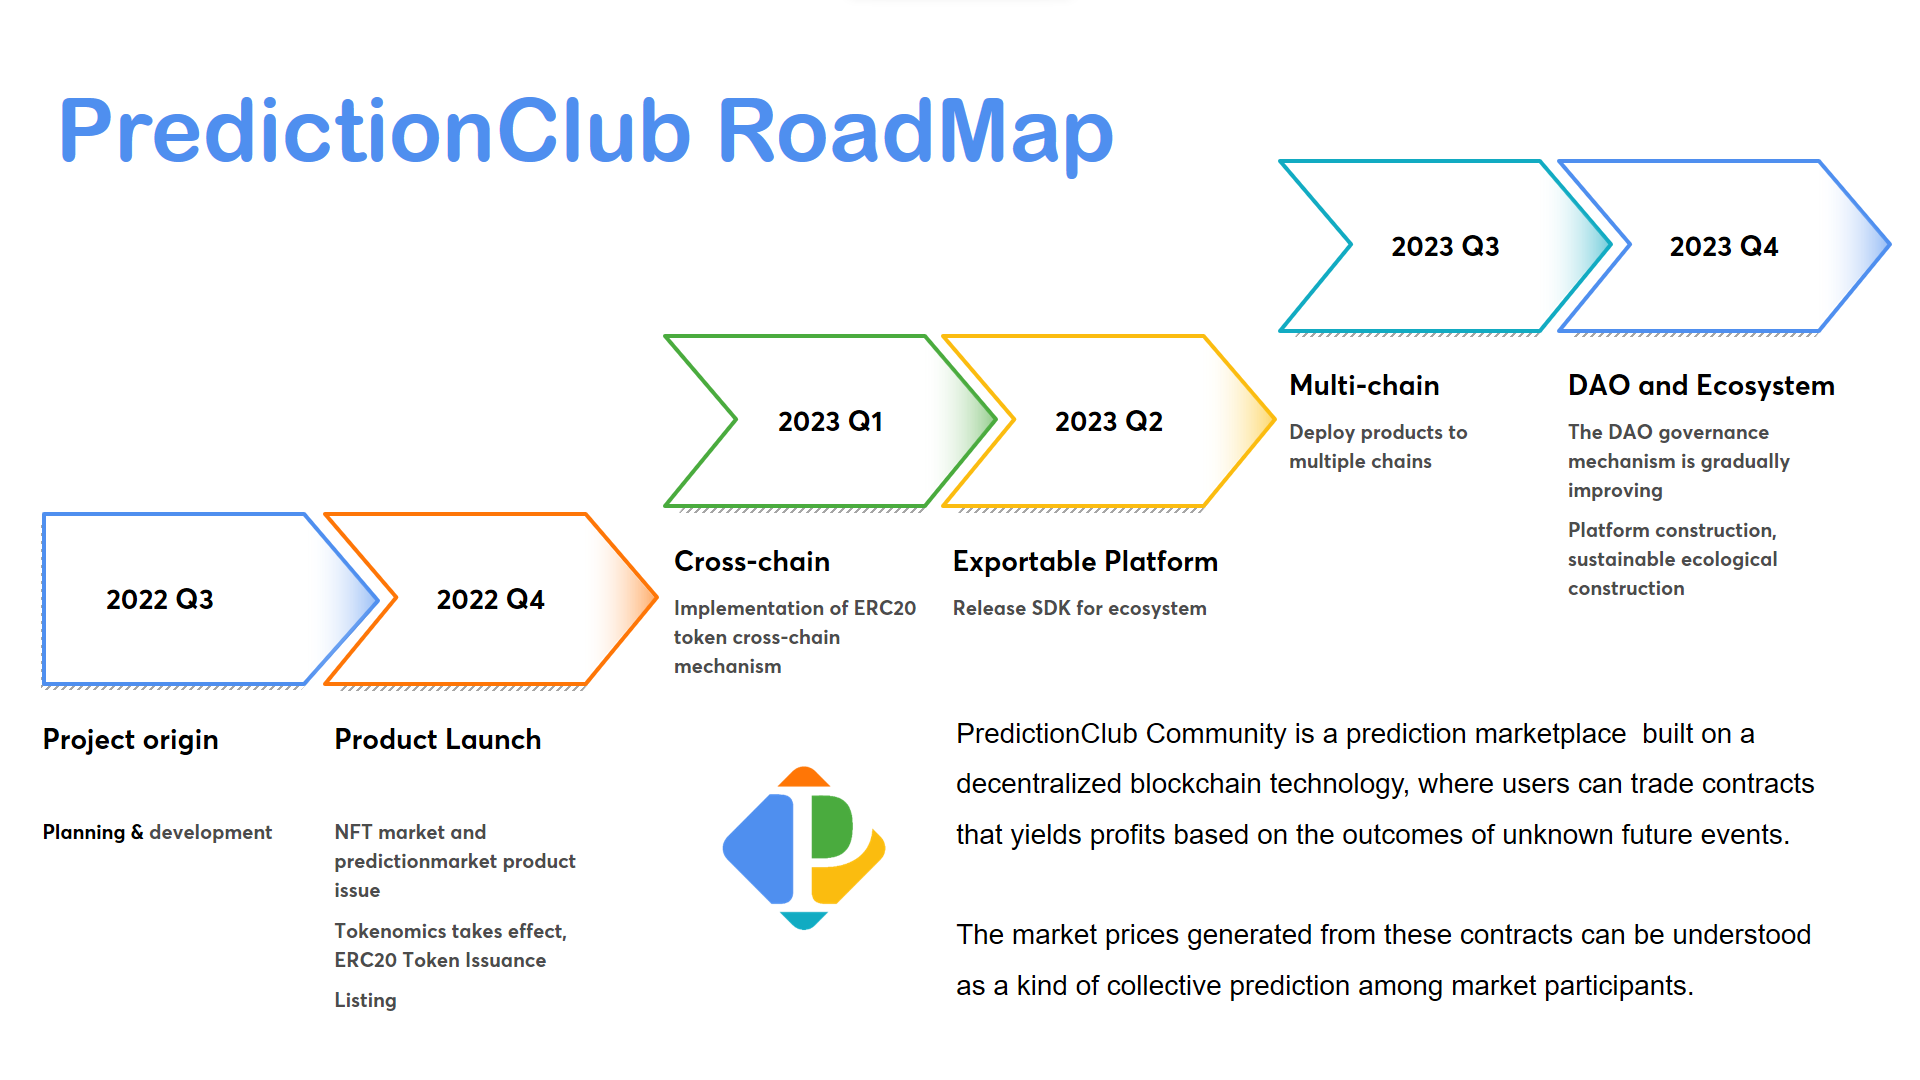 PredictionClub RoadMap
2022 Q3
Project origin
Planning & development
2022 Q4
Product Launch
NFT market and
predictionmarket product
issue
Tokenomics takes effect,
ERC20 Token Issuance
Listing
2023 Q1
Cross-chain
Implementation of ERC20
token cross-chain
mechanism
2023 Q2
Exportable Platform
Release SDK for ecosystem
2023 Q3
Multi-chain
Deploy products to
multiple chains
2023 Q4
DAO and Ecosystem
The DAO governance
mechanism is gradually
improving
Platform construction,
sustainable ecological
construction
P
PredictionClub Community is a prediction marketplace  built on a
decentralized blockchain technology, where users can trade contracts
that yields profits based on the outcomes of unknown future events.
The market prices generated from these contracts can be understood
as a kind of collective prediction among market participants.